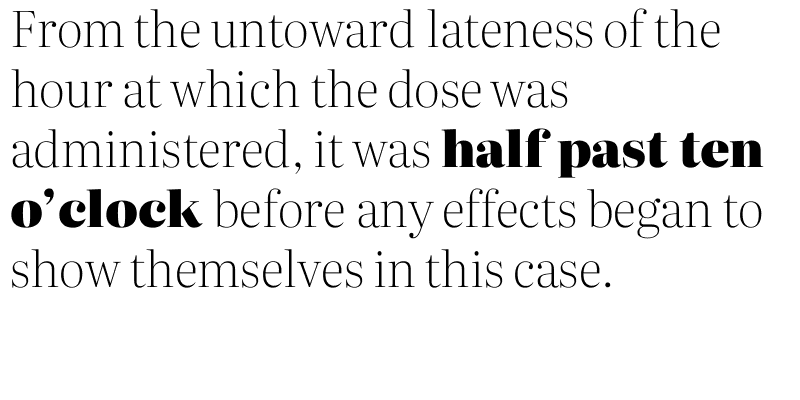 From the untoward lateness of the
hour at which the dose was
administered, it was half past ten
o’clock before any effects began to
show themselves in this case.